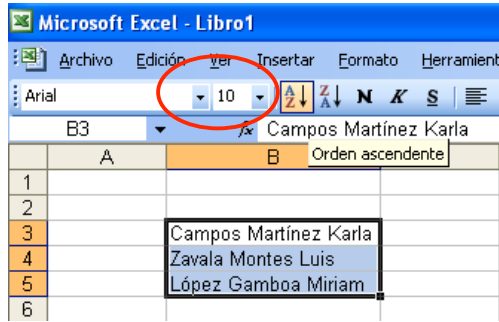 Microsoft Excel - Libro1
Archivo Edición Ver Insertar Formato Herramient
Arial 10 A Z Z A N K S
B3 fx Campos Martínez Karla
Orden ascendente
A B
1
2
3 Campos Martínez Karla
4 Zavala Montes Luis
5 López Gamboa Miriam
6